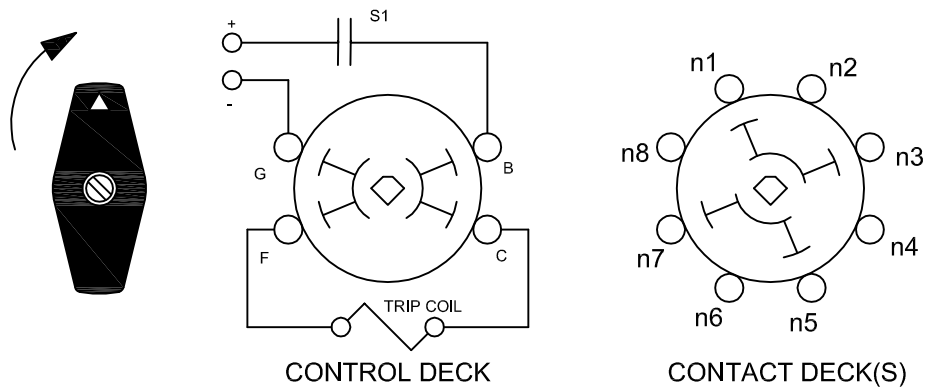 S1
+
-
G
B
F
C
TRIP COIL
CONTROL DECK
n1
n2
n3
n4
n5
n6
n7
n8
CONTACT DECK(S)